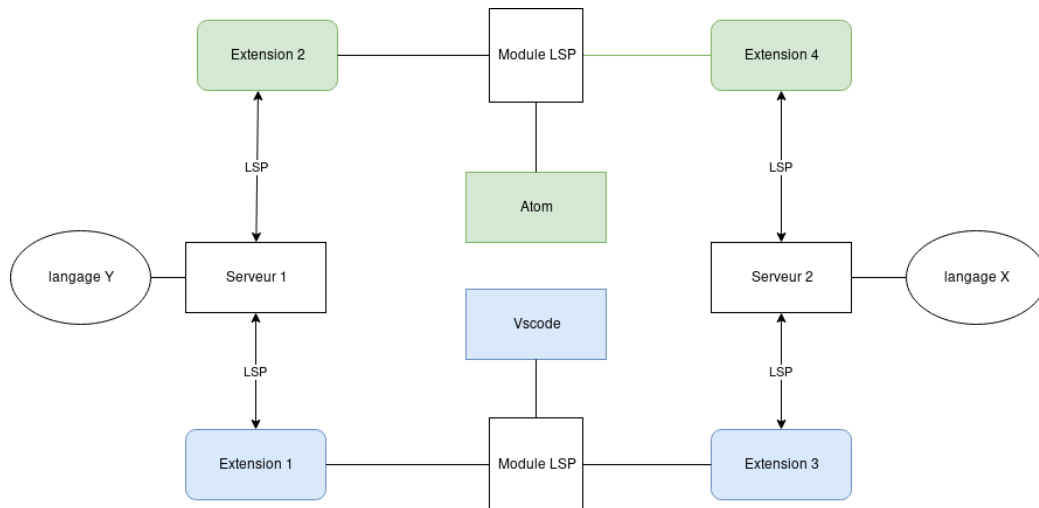 Extension 2
Module LSP
Extension 4
LSP
LSP
Atom
langage Y
Serveur 1
Serveur 2
langage X
Vscode
LSP
LSP
Extension 1
Module LSP
Extension 3